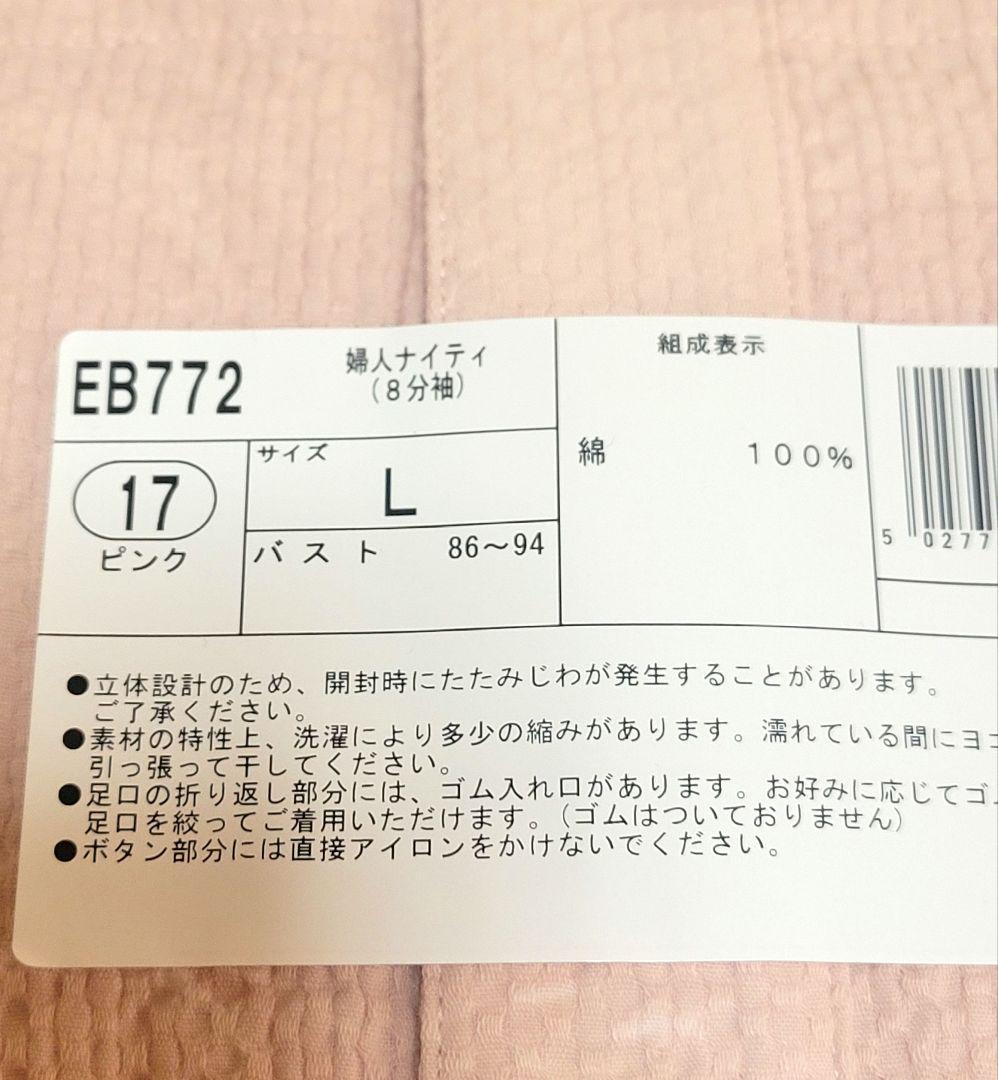 EB772
婦人ナイティ
（８分袖）
17
ピンク
サイズ
L
バスト 86〜94
組成表示
綿 １００％
5 0277
●立体設計のため、開封時にたたみじわが発生することがあります。
ご了承ください。
●素材の特性上、洗濯により多少の縮みがあります。濡れている間にヨコ
引っ張って干してください。
●足口の折り返し部分には、ゴム入れ口があります。お好みに応じてゴム
足口を絞ってご着用いただけます。（ゴムはついておりません）
●ボタン部分には直接アイロンをかけないでください。